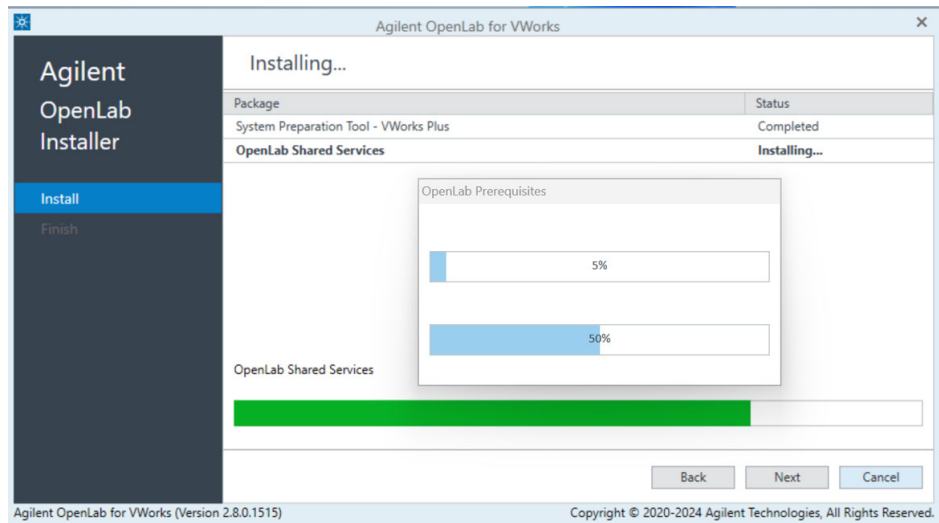 Agilent OpenLab for VWorks
Agilent
OpenLab
Installer
Install
Finish
Installing...
Package Status
System Preparation Tool - VWorks Plus Completed
OpenLab Shared Services Installing...
OpenLab Prerequisites
5%
50%
OpenLab Shared Services
Back Next Cancel
Agilent OpenLab for VWorks (Version 2.8.0.1515) Copyright © 2020-2024 Agilent Technologies, All Rights Reserved.